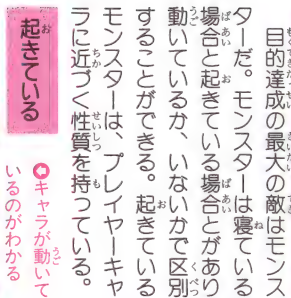 目的達成の最大の敵はモンス
ターだ。モンスターは寝ている
場合と起きている場合とがあり
動いているか、いないかで区別
することができる。起きている
モンスターは、プレイヤーキャ
ラに近づく性質を持っている。
起きている
キャラが動いて
いるのがわかる